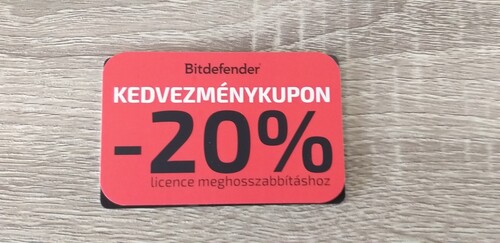 Bitdefender
KEDVEZMÉNYKUPON
-20%
licence meghosszabbításhoz